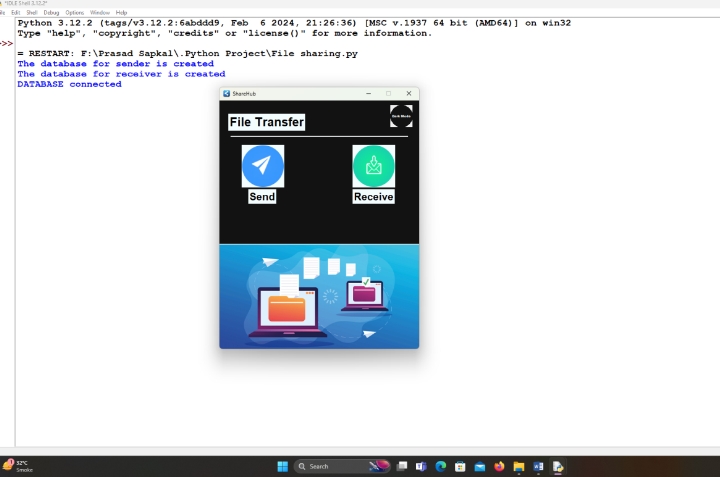 *IDLE Shell 3.12.2*
File Edit Shell Debug Options Window Help
Python 3.12.2 (tags/v3.12.2:6abddd9, Feb  6 2024, 21:26:36) [MSC v.1937 64 bit (AMD64)] on win32
Type "help", "copyright", "credits" or "license()" for more information.
>>>
= RESTART: F:\Prasad Sapkal\.Python Project\File sharing.py
The database for sender is created
The database for receiver is created
DATABASE connected
ShareHub
File Transfer
Dark Mode
Send
Receive
32°C
Smoke
Search